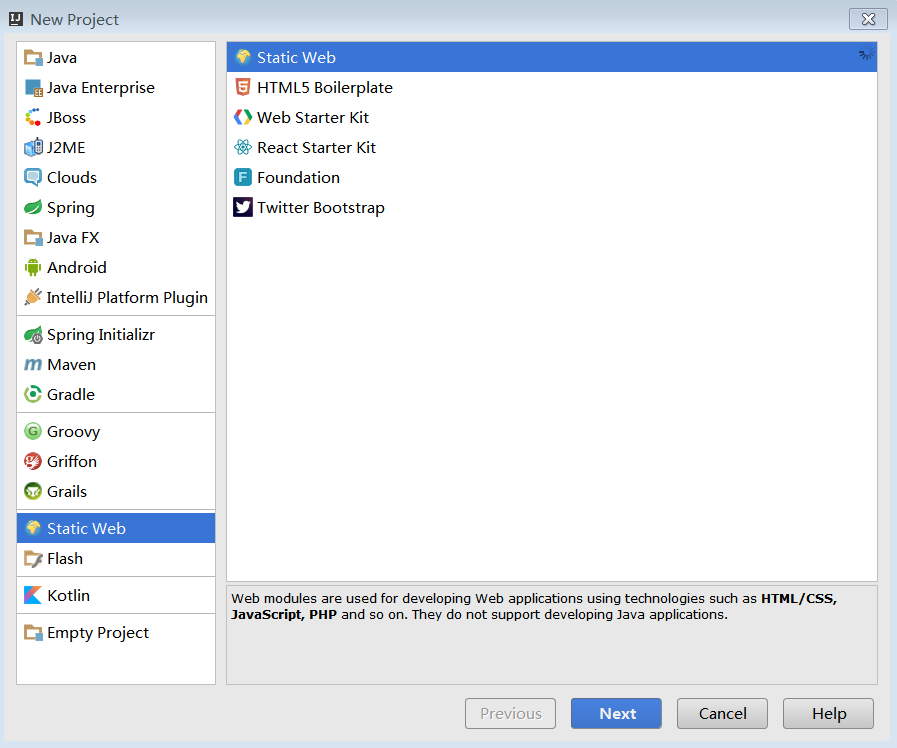 New Project
Java
Java Enterprise
JBoss
J2ME
Clouds
Spring
Java FX
Android
IntelliJ Platform Plugin
Spring Initializr
Maven
Gradle
Groovy
Griffon
Grails
Static Web
Flash
Kotlin
Empty Project
Static Web
HTML5 Boilerplate
Web Starter Kit
React Starter Kit
Foundation
Twitter Bootstrap
Web modules are used for developing Web applications using technologies such as HTML/CSS,
JavaScript, PHP and so on. They do not support developing Java applications.
Previous
Next
Cancel
Help